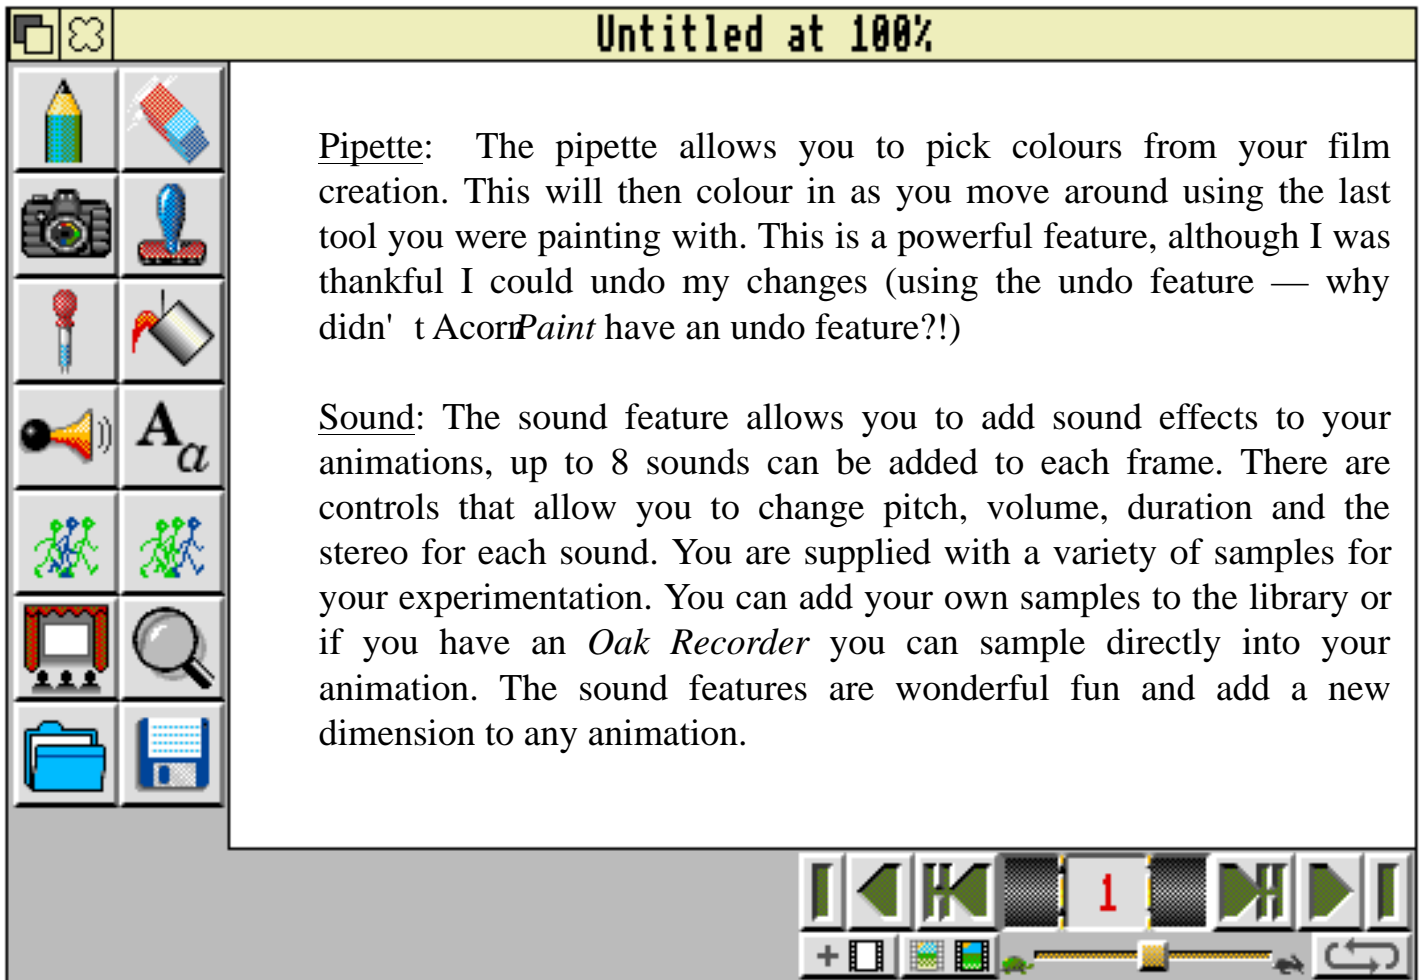 Untitled at 100%
Pipette: The pipette allows you to pick colours from your film
creation. This will then colour in as you move around using the last
tool you were painting with. This is a powerful feature, although I was
thankful I could undo my changes (using the undo feature — why
didn' t Acorn Paint have an undo feature?!)
Sound: The sound feature allows you to add sound effects to your
animations, up to 8 sounds can be added to each frame. There are
controls that allow you to change pitch, volume, duration and the
stereo for each sound. You are supplied with a variety of samples for
your experimentation. You can add your own samples to the library or
if you have an Oak Recorder you can sample directly into your
animation. The sound features are wonderful fun and add a new
dimension to any animation.
A a
1